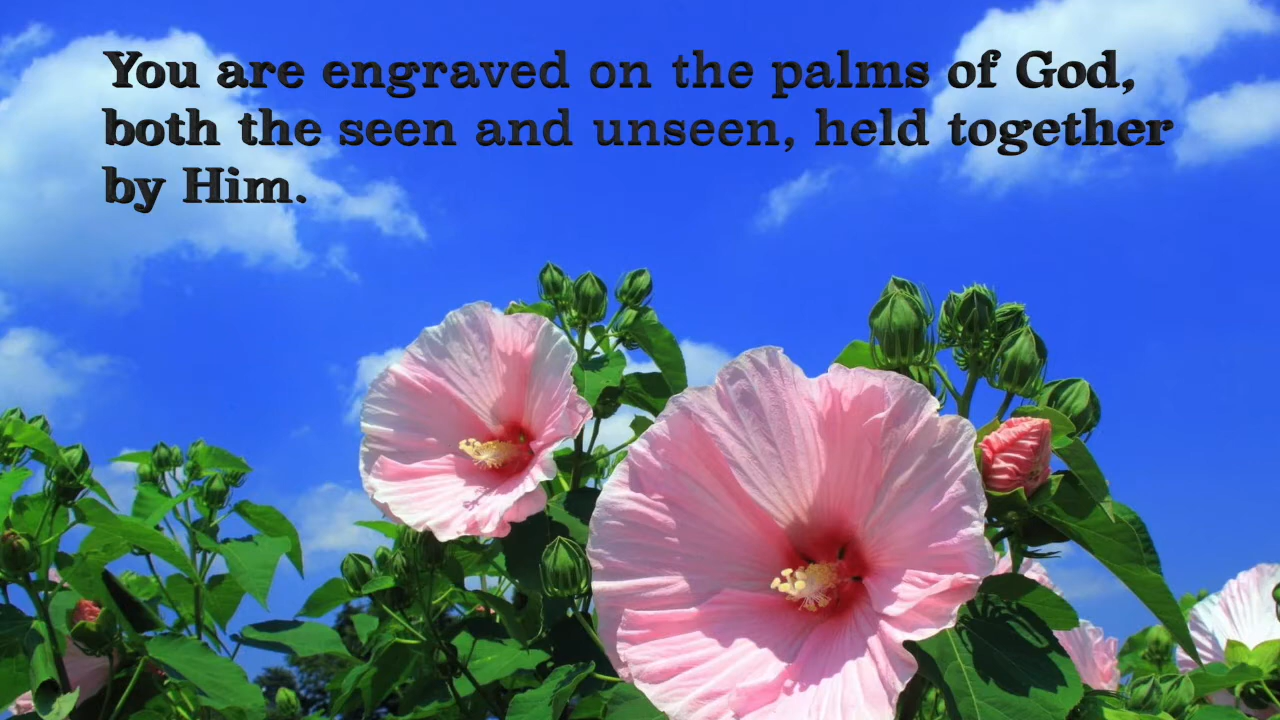 You are engraved on the palms of God,
both the seen and unseen, held together
by Him.